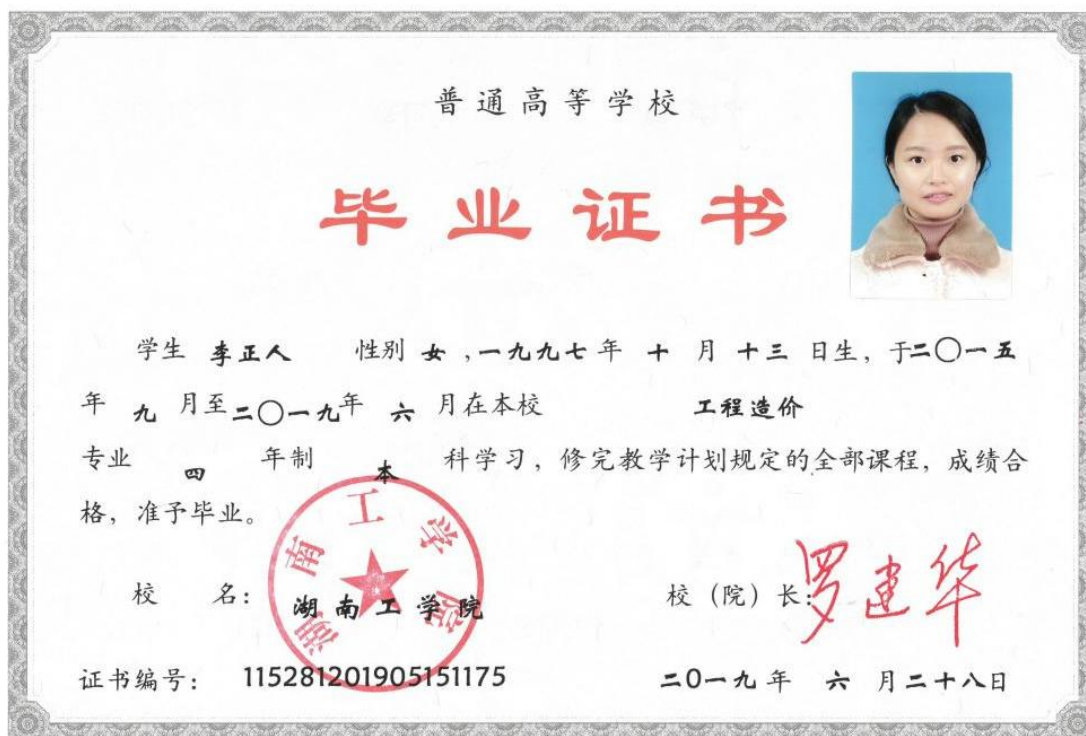 普通高等学校
毕业证书
学生 李正人 性别 女 ,一九九七 年 十 月 十三 日生，于二〇一五
年 九 月至二〇一九年 六 月在本校 工程造价
专业 四 年制 本 科学习，修完教学计划规定的全部课程，成绩合
格，准予毕业。
湖南工学院
校 名： 湖南工学院
校（院）长：罗建华
证书编号： 115281201905151175
二0一九 年 六 月二十八日